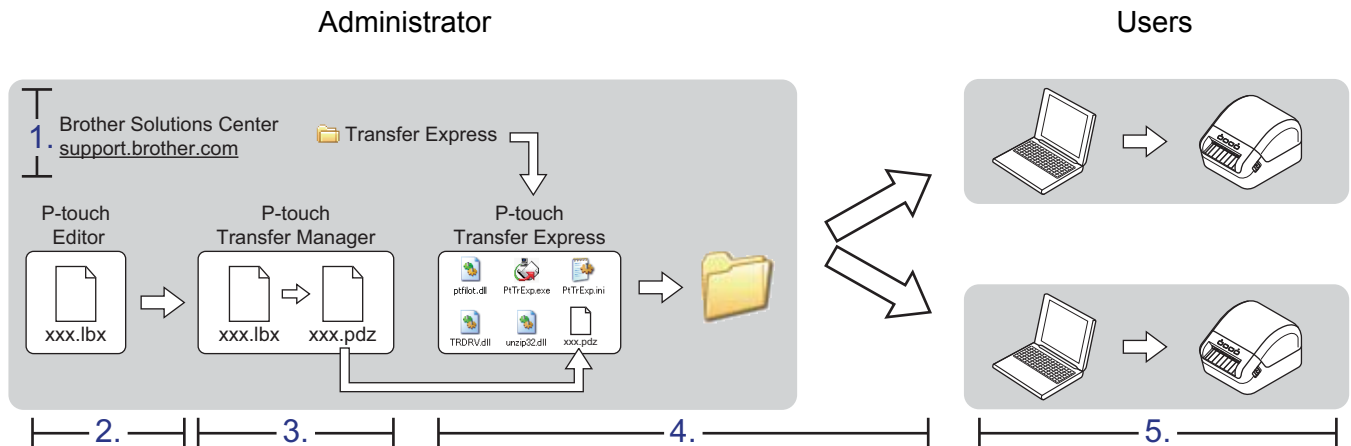 Administrator
Users
1.
Brother Solutions Center
support.brother.com
Transfer Express
P-touch
Editor
xxx.lbx
P-touch
Transfer Manager
xxx.lbx
xxx.pdz
P-touch
Transfer Express
ptfilot.dll
PtTrExp.exe
PtTrExp.ini
TRDRV.dll
unzip32.dll
xxx.pdz
2.
3.
4.
5.